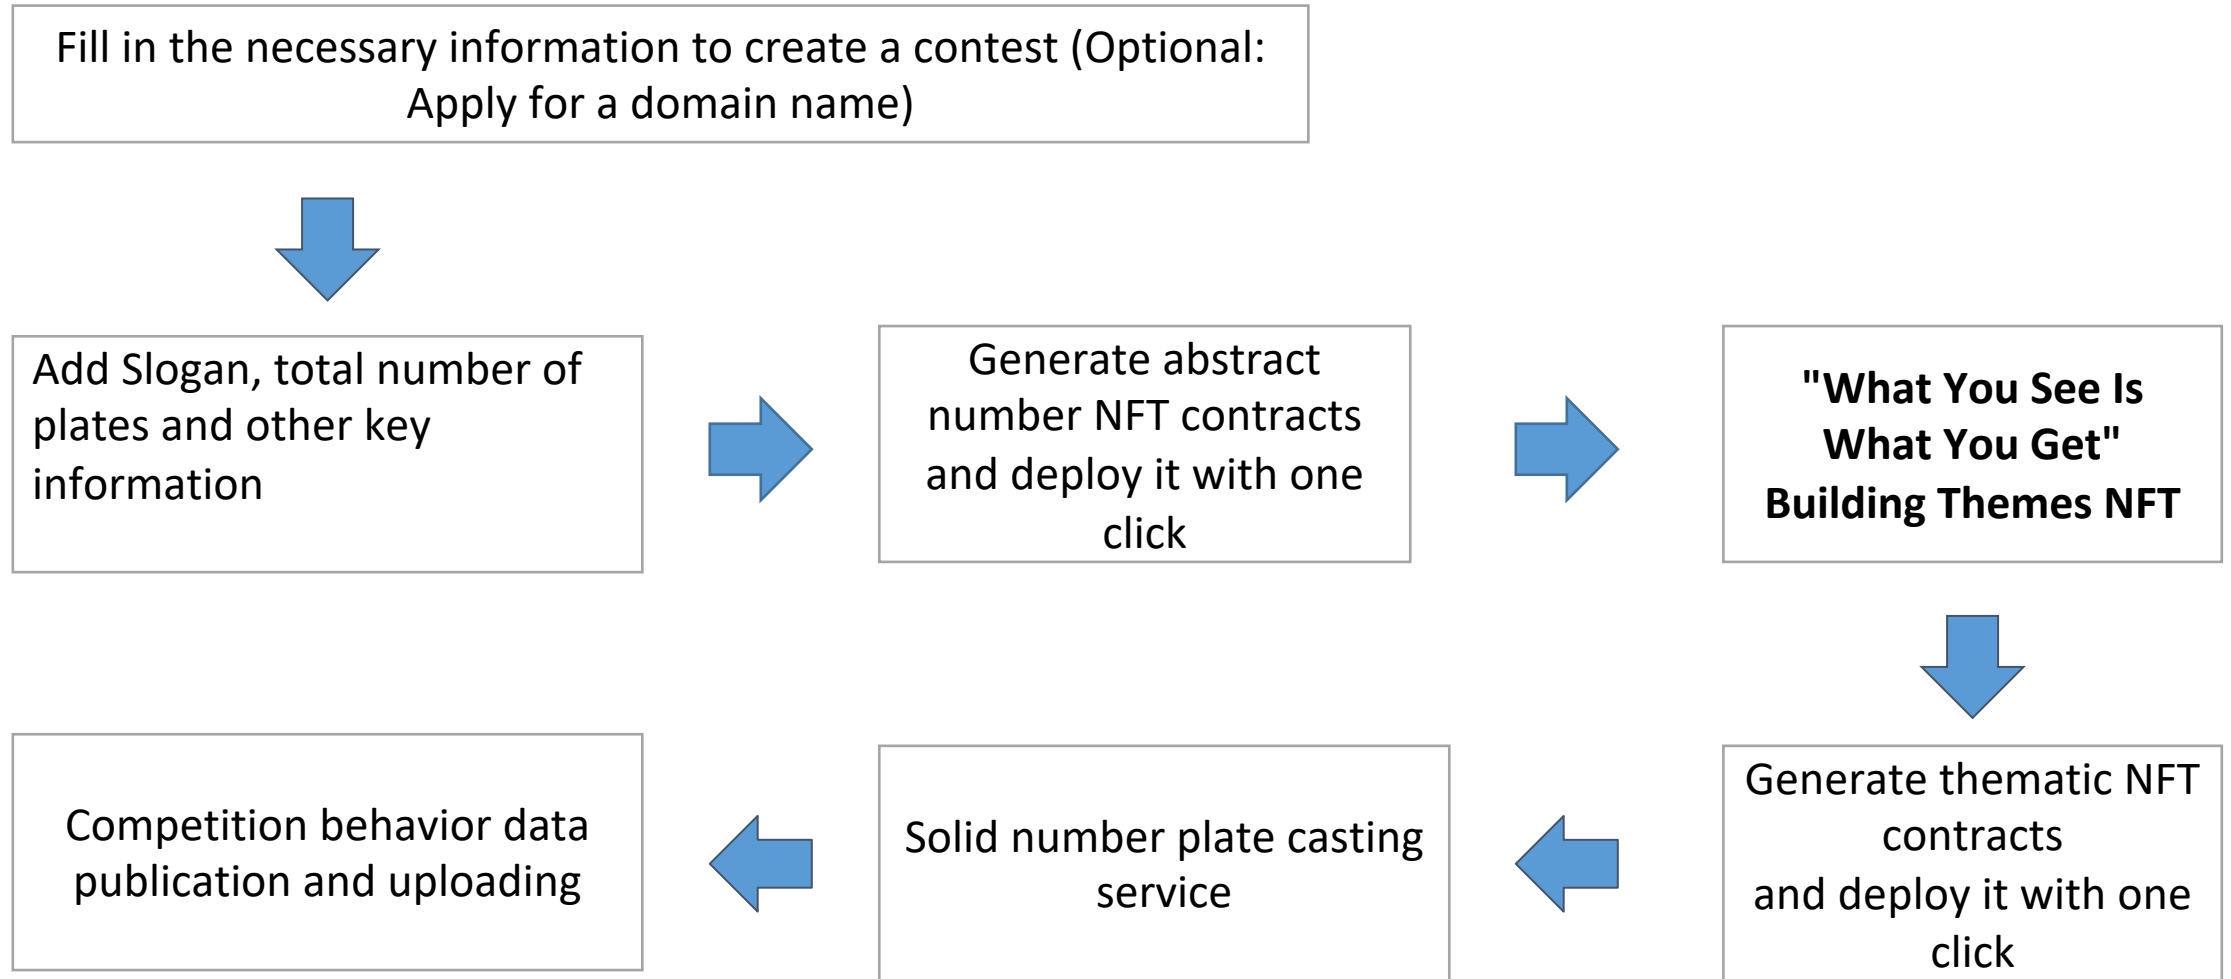 Fill in the necessary information to create a contest (Optional:
Apply for a domain name)
Add Slogan, total number of
plates and other key
information
Generate abstract
number NFT contracts
and deploy it with one
click
"What You See Is
What You Get"
Building Themes NFT
Generate thematic NFT
contracts
and deploy it with one
click
Solid number plate casting
service
Competition behavior data
publication and uploading